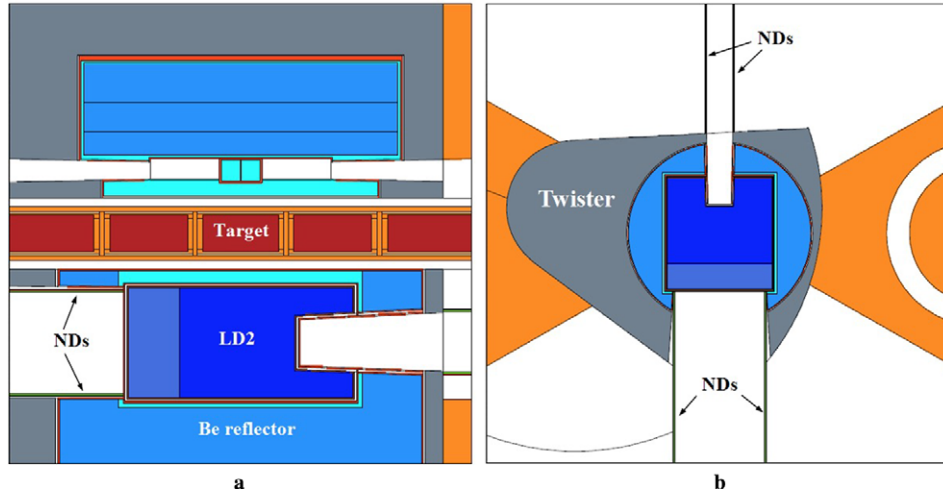 Target
NDs
LD2
Be reflector
a
NDs
Twister
NDs
b